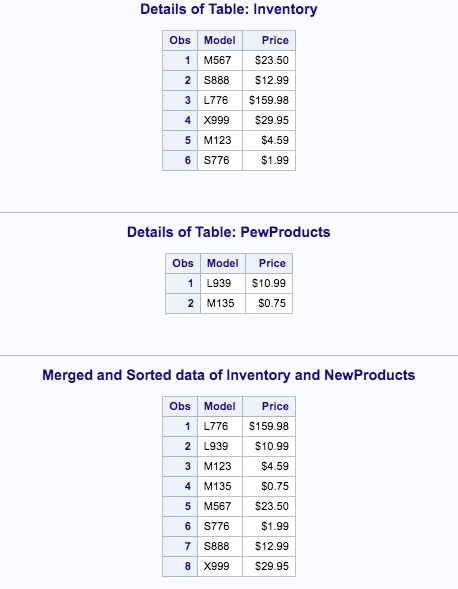 Details of Table: Inventory
Obs Model Price
1 M567 $23.50
2 S888 $12.99
3 L776 $159.98
4 X999 $29.95
5 M123 $4.59
6 S776 $1.99
Details of Table: PewProducts
Obs Model Price
1 L939 $10.99
2 M135 $0.75
Merged and Sorted data of Inventory and NewProducts
Obs Model Price
1 L776 $159.98
2 L939 $10.99
3 M123 $4.59
4 M135 $0.75
5 M567 $23.50
6 S776 $1.99
7 S888 $12.99
8 X999 $29.95